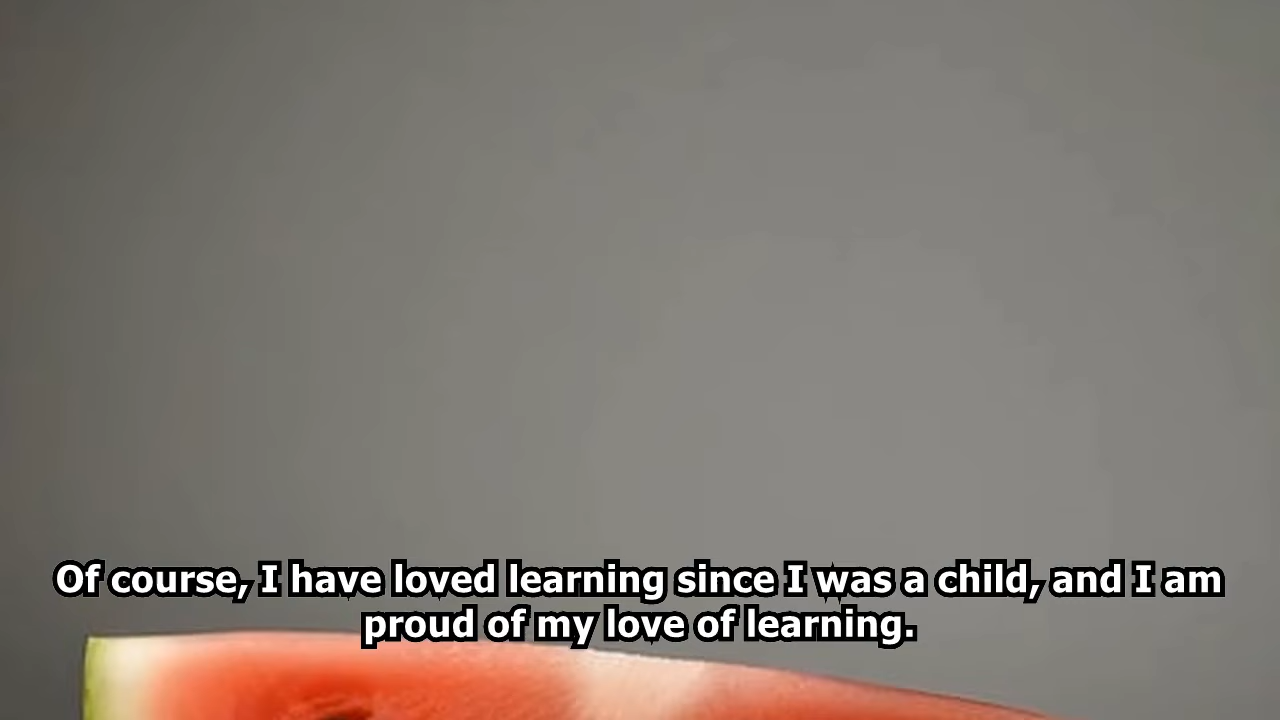 Of course, I have loved learning since I was a child, and I am
proud of my love of learning.